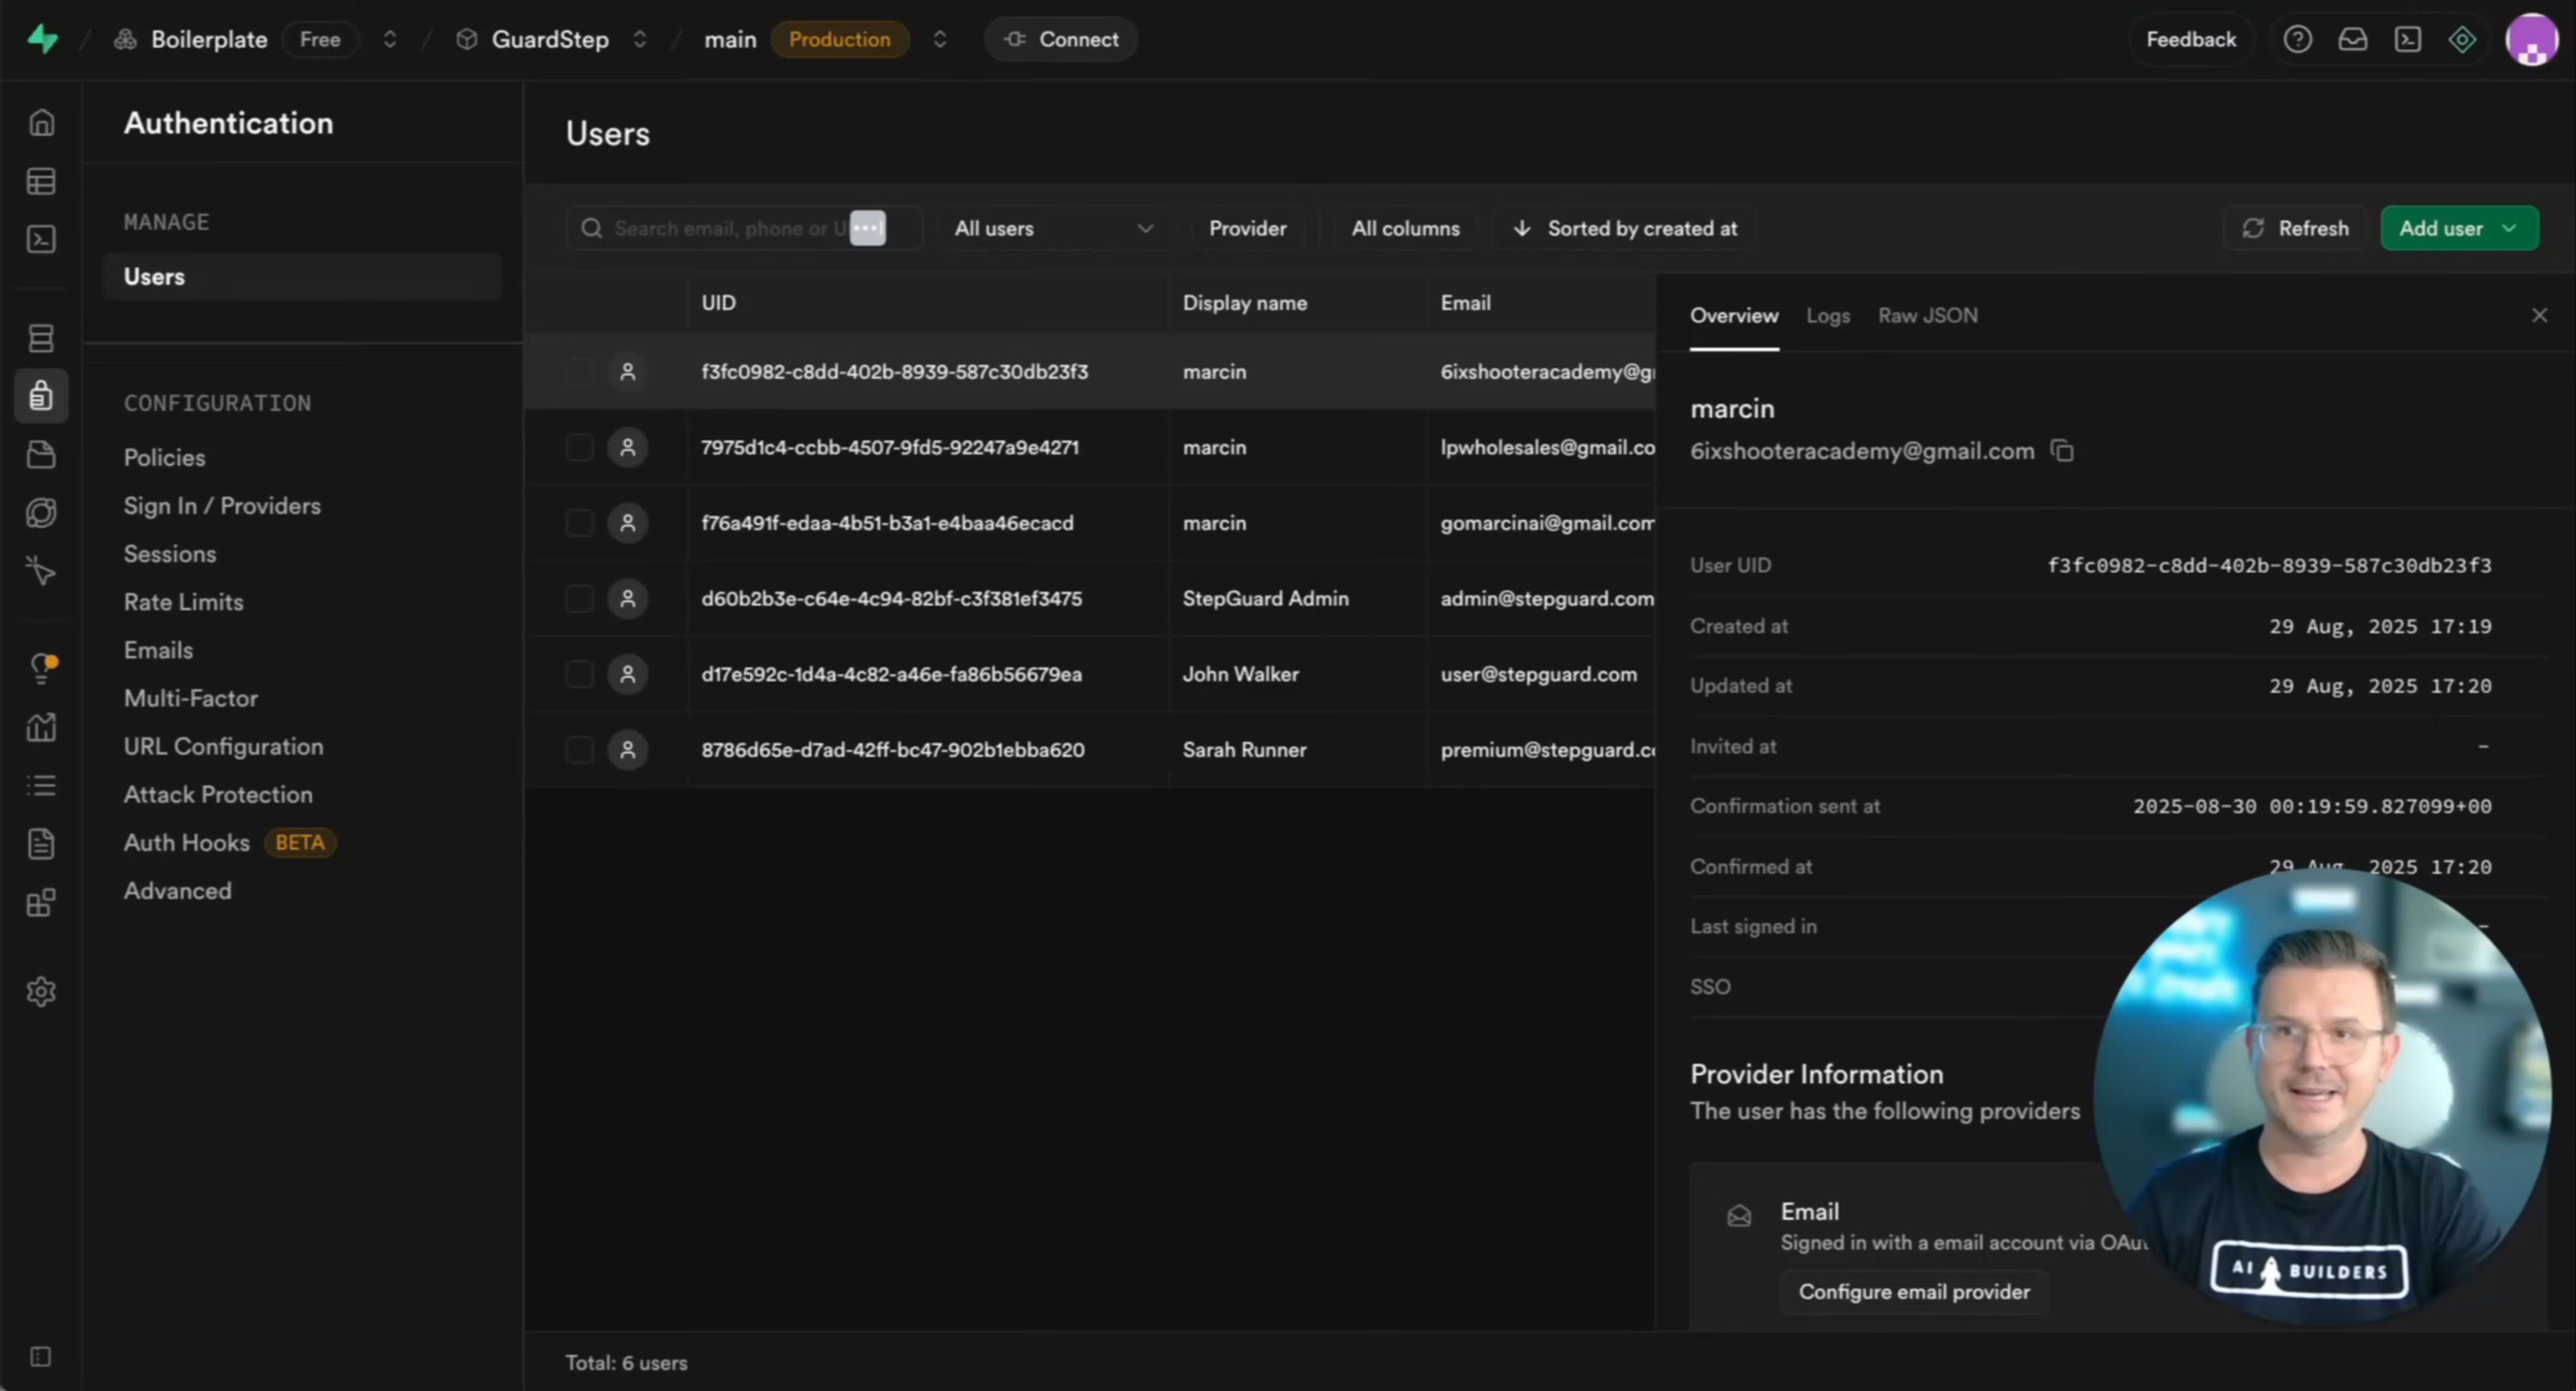 Boilerplate Free GuardStep main Production Connect Feedback
Authentication
MANAGE
Users
CONFIGURATION
Policies
Sign In / Providers
Sessions
Rate Limits
Emails
Multi-Factor
URL Configuration
Attack Protection
Auth Hooks BETA
Advanced
Users
Search email, phone or U
All users Provider All columns Sorted by created at Refresh Add user
UID Display name Email
f3fc0982-c8dd-402b-8939-587c30db23f3 marcin 6ixshooteracademy@g
7975d1c4-ccbb-4507-9fd5-92247a9e4271 marcin lpwholesales@gmail.co
f76a491f-edaa-4b51-b3a1-e4baa46ecacd marcin gomarcinai@gmail.com
d60b2b3e-c64e-4c94-82bf-c3f381ef3475 StepGuard Admin admin@stepguard.com
d17e592c-1d4a-4c82-a46e-fa86b56679ea John Walker user@stepguard.com
8786d65e-d7ad-42ff-bc47-902b1ebba620 Sarah Runner premium@stepguard.c
Total: 6 users
Overview Logs Raw JSON
marcin
6ixshooteracademy@gmail.com
User UID f3fc0982-c8dd-402b-8939-587c30db23f3
Created at 29 Aug, 2025 17:19
Updated at 29 Aug, 2025 17:20
Invited at -
Confirmation sent at 2025-08-30 00:19:59.827099+00
Confirmed at 29 Aug, 2025 17:20
Last signed in -
SSO
Provider Information
The user has the following providers
Email
Signed in with a email account via OAu
Configure email provider
AI BUILDERS